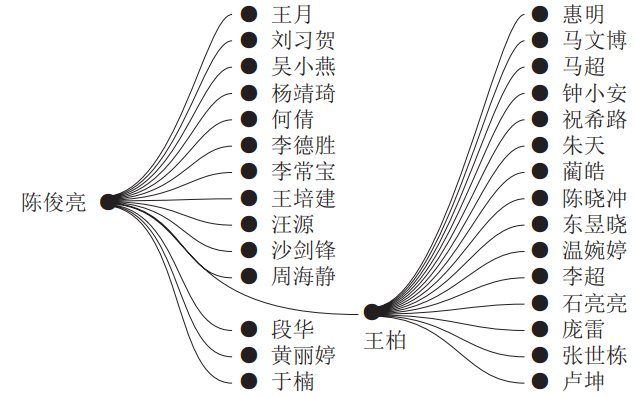 陈俊亮
王月
刘习贺
吴小燕
杨靖琦
何倩
李德胜
李常宝
王培建
汪源
沙剑锋
周海静
段华
黄丽婷
于楠
王柏
惠明
马文博
马超
钟小安
祝希路
朱天
蔺皓
陈晓冲
东昱晓
温婉婷
李超
石亮亮
庞雷
张世栋
卢坤